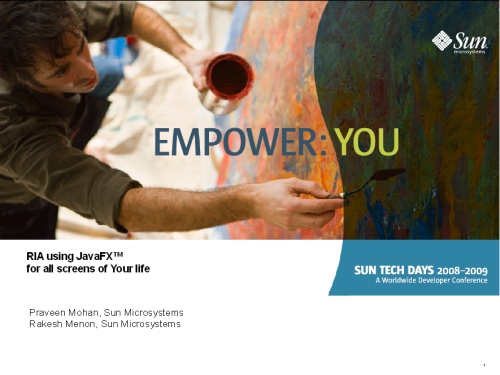 Sun
microsystems
EMPOWER: YOU
RIA using JavaFX™
for all screens of Your life
SUN TECH DAYS 2008–2009
A Worldwide Developer Conference
Praveen Mohan, Sun Microsystems
Rakesh Menon, Sun Microsystems
1